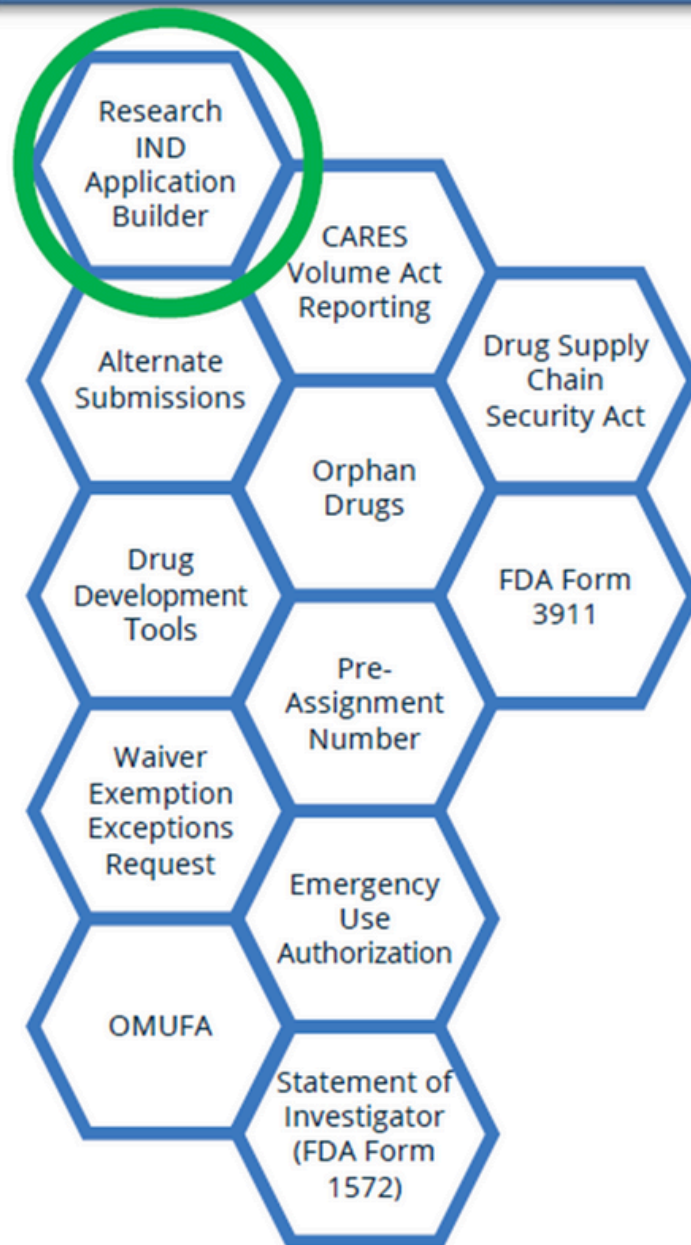 Research
IND
Application
Builder
CARES
Volume Act
Reporting
Drug Supply
Chain
Security Act
Alternate
Submissions
Orphan
Drugs
FDA Form
3911
Drug
Development
Tools
Pre-
Assignment
Number
Waiver
Exemption
Exceptions
Request
Emergency
Use
Authorization
OMUFA
Statement of
Investigator
(FDA Form
1572)